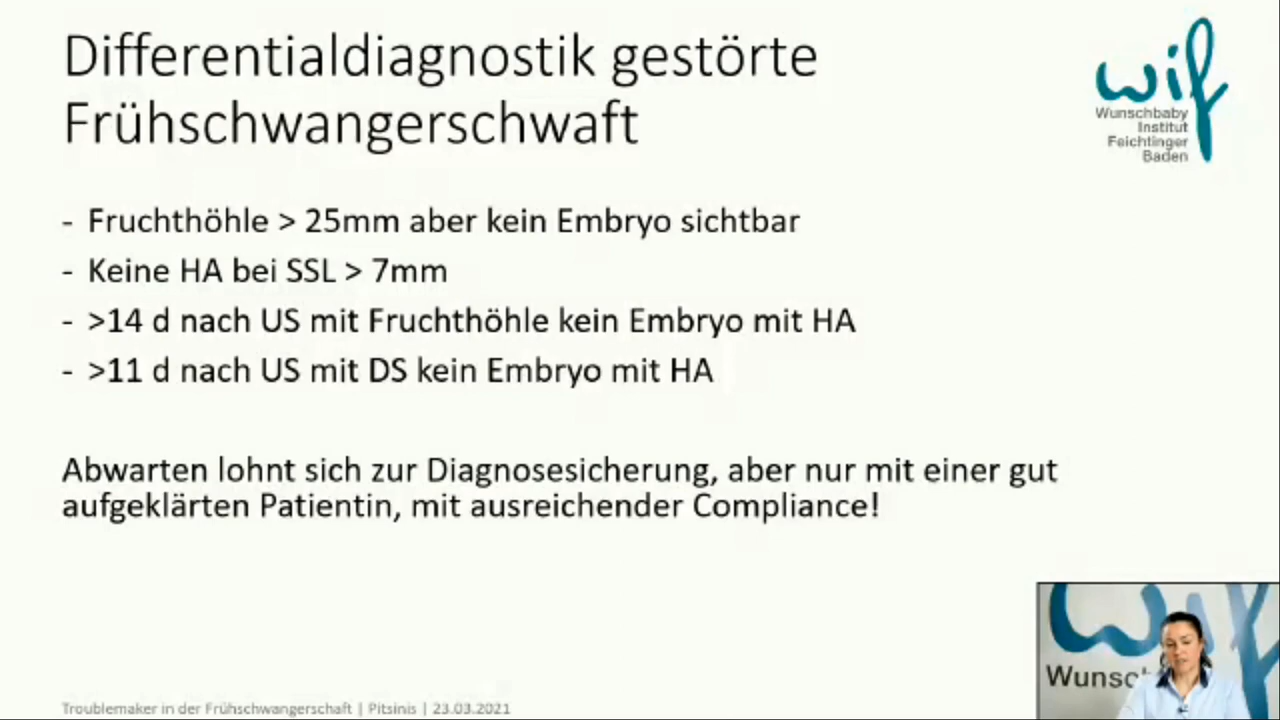 Differentialdiagnostik gestörte
Frühschwangerschwaft
wif
Wunschbaby
Institut
Feichtinger
Baden
- Fruchthöhle > 25mm aber kein Embryo sichtbar
- Keine HA bei SSL > 7mm
- >14 d nach US mit Fruchthöhle kein Embryo mit HA
- >11 d nach US mit DS kein Embryo mit HA
Abwarten lohnt sich zur Diagnosesicherung, aber nur mit einer gut
aufgeklärten Patientin, mit ausreichender Compliance!
Troublemaker in der Frühschwangerschaft | Pitsinis | 23.03.2021